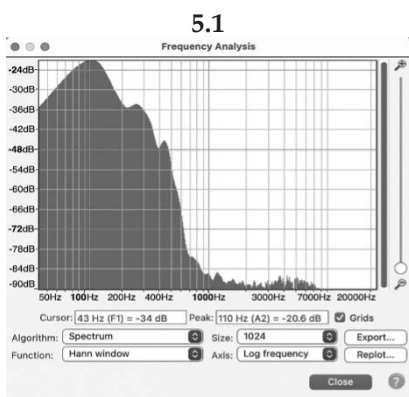 5.1
Frequency Analysis
-24dB
-30dB
-36dB
-42dB
-48dB
-54dB
-60dB
-66dB
-72dB
-78dB
-84dB
-90dB
50Hz 100Hz 200Hz 400Hz 1000Hz 3000Hz 7000Hz 20000Hz
Cursor: 43 Hz (F1) = -34 dB Peak: 110 Hz (A2) = -20.6 dB Grids
Algorithm: Spectrum Size: 1024 Export...
Function: Hann window Axis: Log frequency Replot...
Close ?